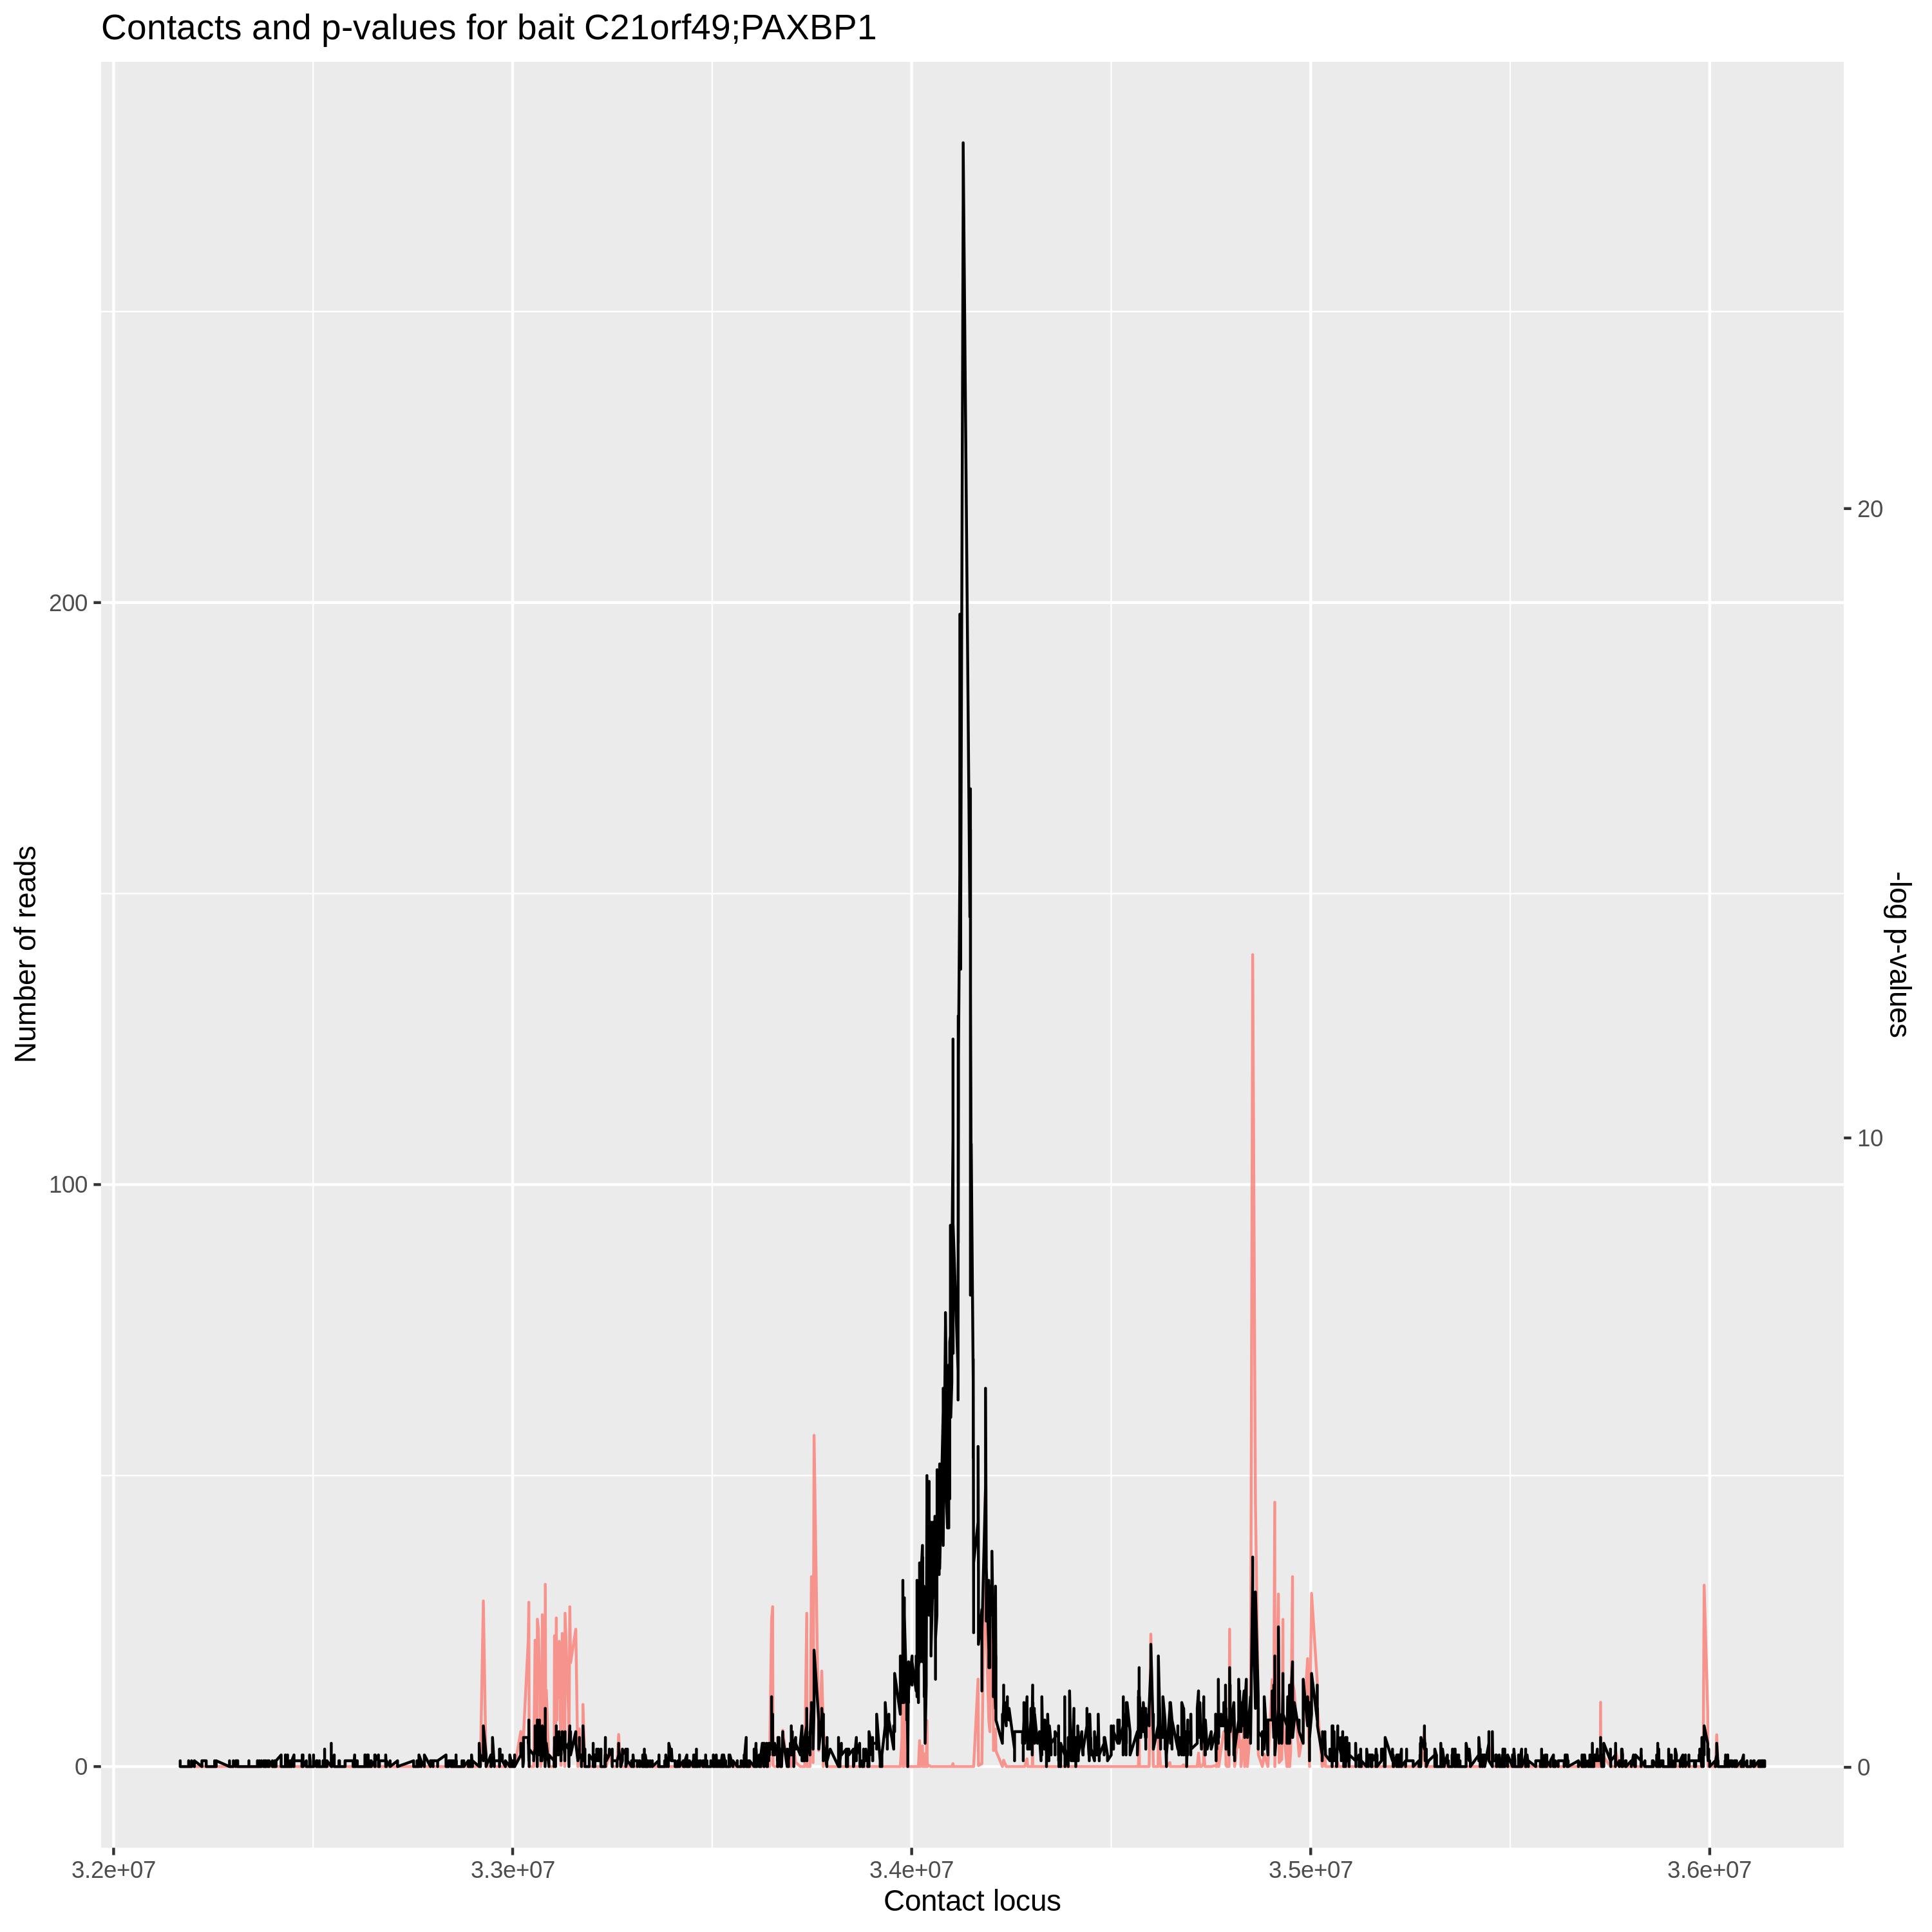 Contacts and p-values for bait C21orf49;PAXBP1
Number of reads
200
100
0
20
10
0
-log p-values
3.2e+07
3.3e+07
3.4e+07
3.5e+07
3.6e+07
Contact locus